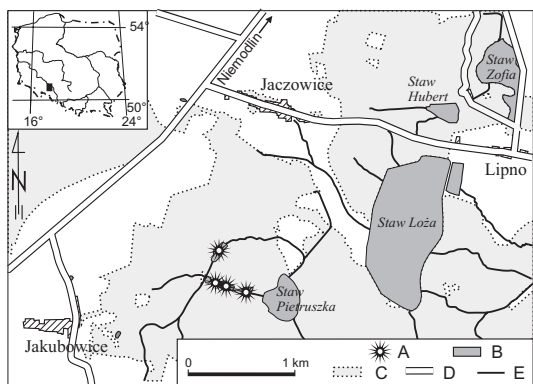 54°
50°
16°
24°
Niemodlin
Jaczowice
Staw
Hubert
Staw
Zofia
Lipno
Staw Loża
Staw
Pietruszka
N
Jakubowice
0
1 km
A
B
C
D
E